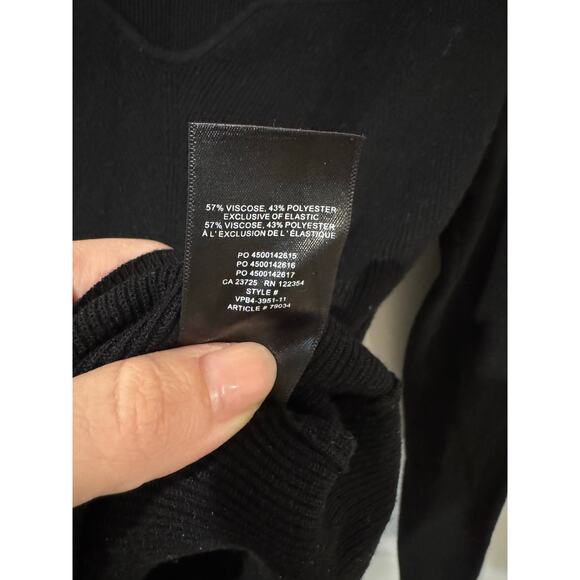 57% VISCOSE, 43% POLYESTER
EXCLUSIVE OF ELASTIC
57% VISCOSE, 43% POLYESTER
À L'EXCLUSION DE L'ÉLASTIQUE
PO 4500142615
PO 4500142616
PO 4500142617
CA 23725 RN 122354
STYLE #
VPB4-3951-11
ARTICLE # 79034